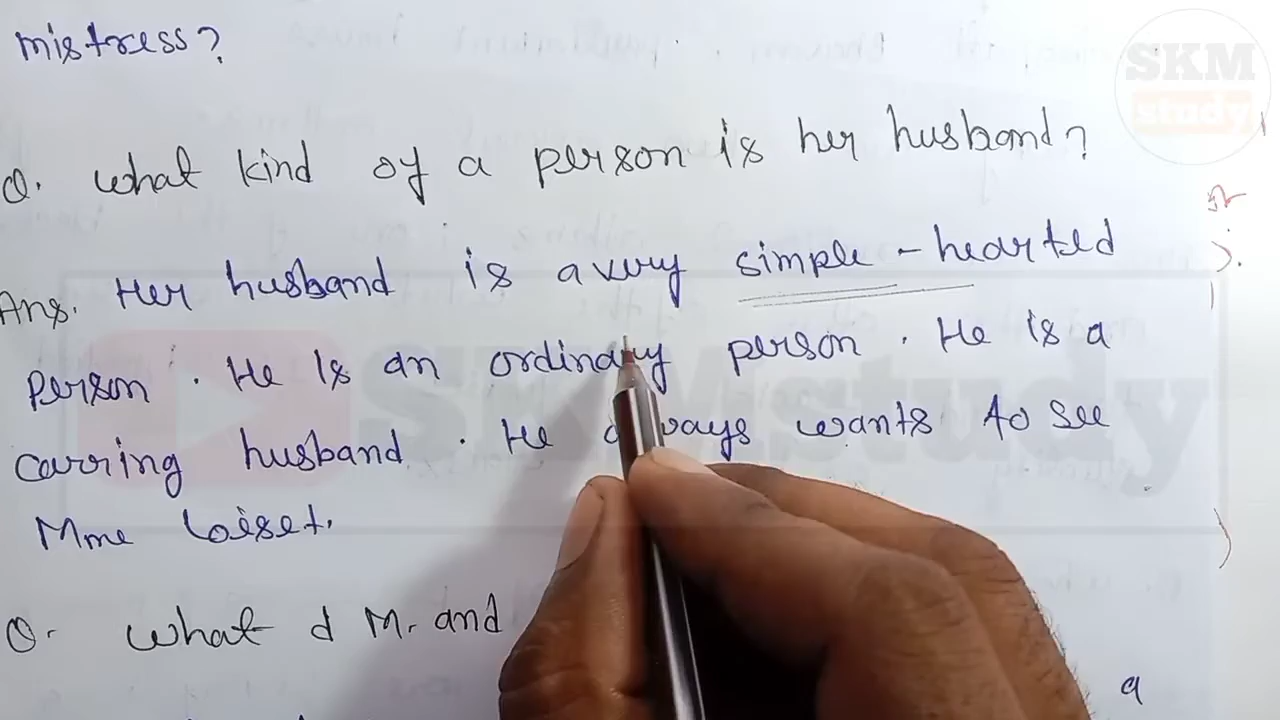 mistress?
SKM
study
Q. What kind of a person is her husband?
Ans. Her husband is a very simple-hearted
person. He is an ordinary person. He is a
carring husband. He always wants to see
Mme Loiset.
SKMstudy
Q. What d M. and
a